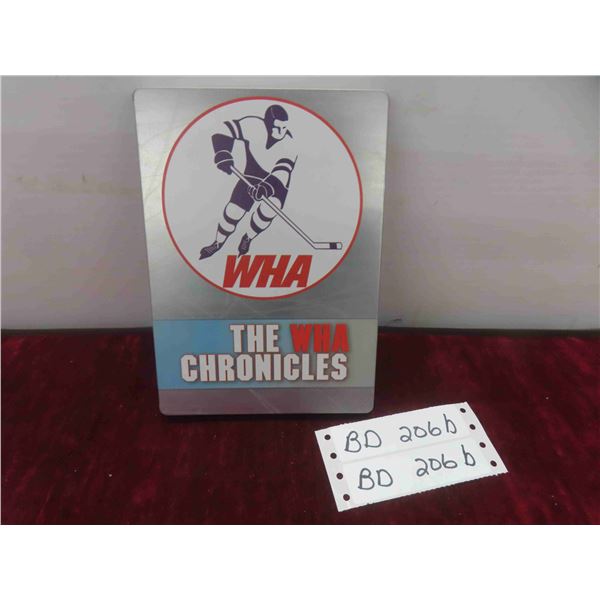 WHA
THE WHA
CHRONICLES
BD 206b
BD 206b